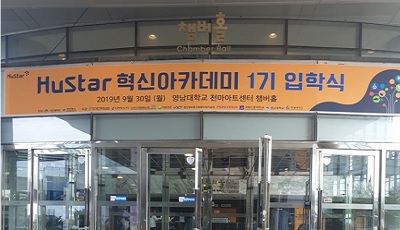 챔버홀
Chamber Hall
HuStar
HuStar 혁신아카데미 1기 입학식
2019년 9월 30일 (월) 영남대학교 천마아트센터 챔버홀